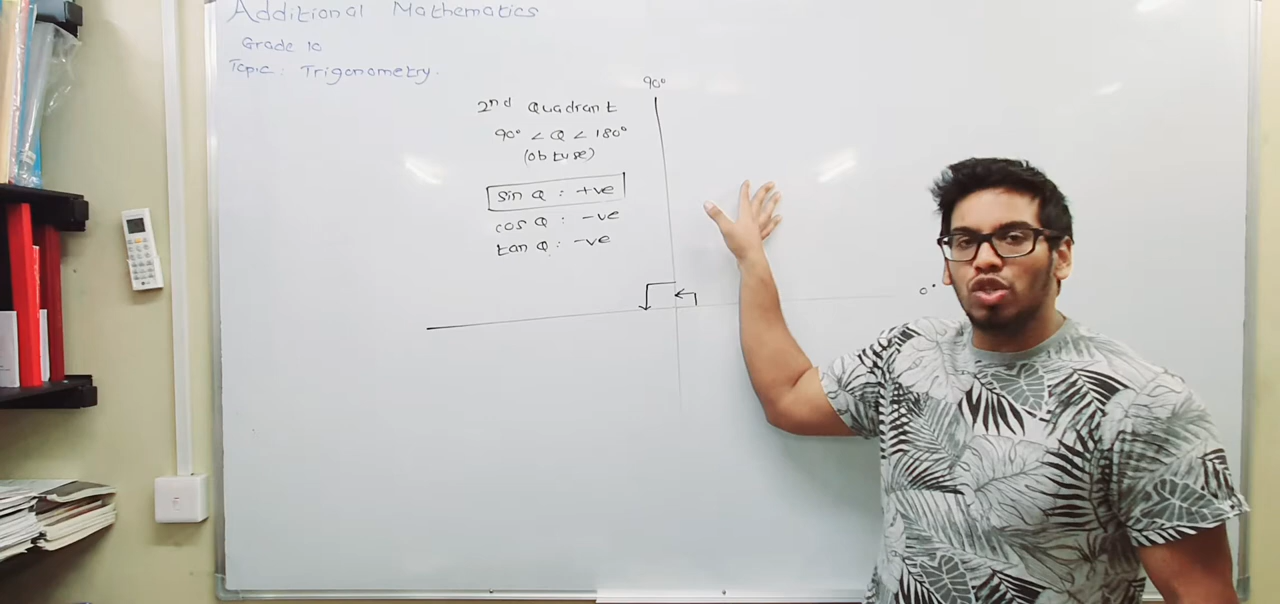 Additional Mathematics
Grade 10
Topic: Trigonometry.
90°
2nd Quadrant
90° < Q < 180°
(obtuse)
sin Q : +ve
cos Q : -ve
tan Q : -ve
0°